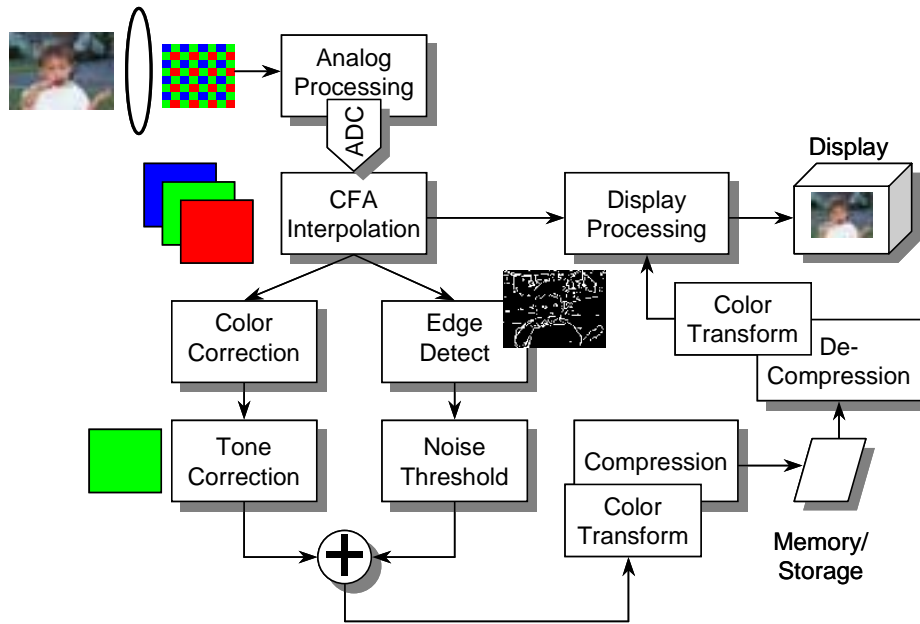 Analog
Processing
ADC
Display
CFA
Interpolation
Display
Processing
Color
Correction
Edge
Detect
Color
Transform
De-
Compression
Tone
Correction
Noise
Threshold
Compression
Color
Transform
Memory/
Storage